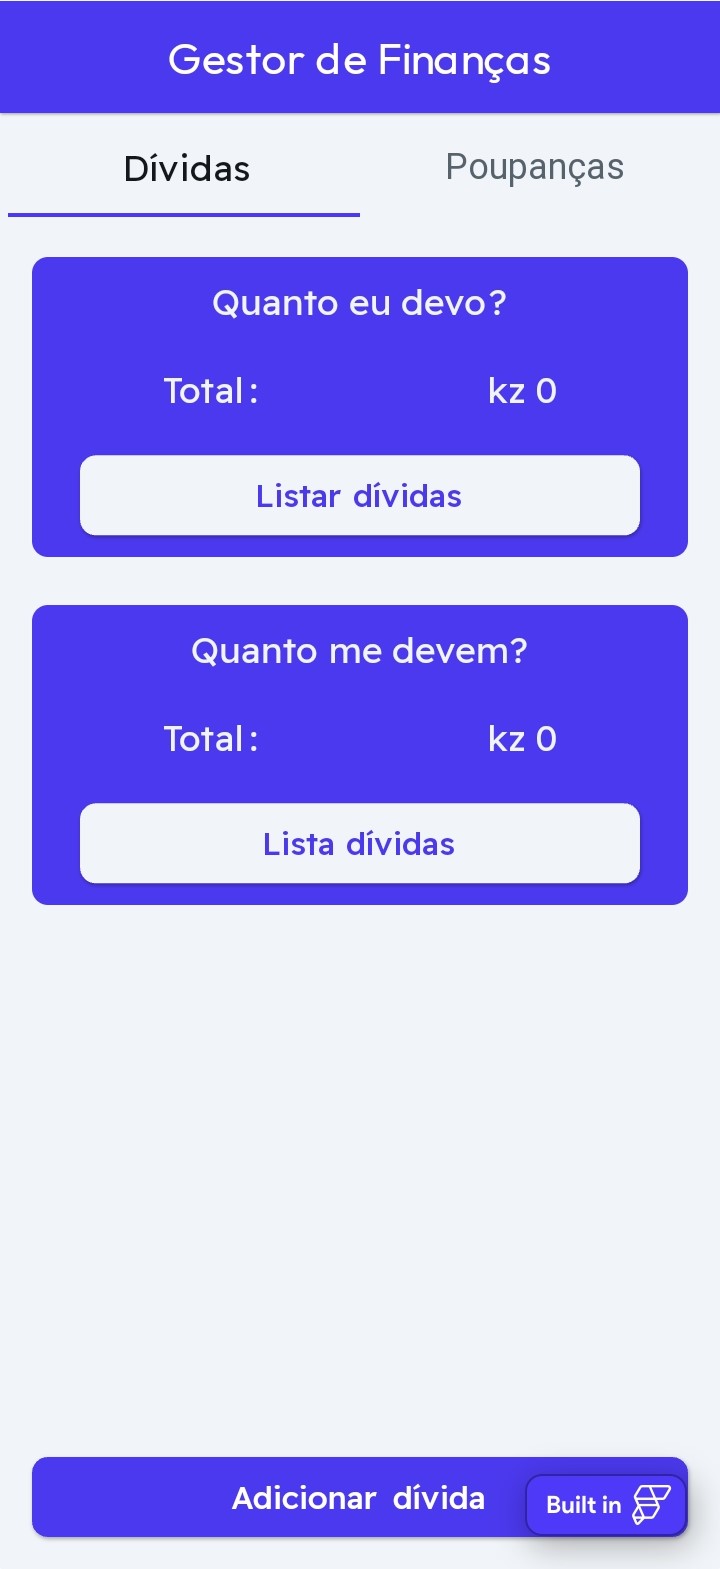 Gestor de Finanças
Dívidas Poupanças
Quanto eu devo?
Total: kz 0
Listar dívidas
Quanto me devem?
Total: kz 0
Lista dívidas
Adicionar dívida
Built in